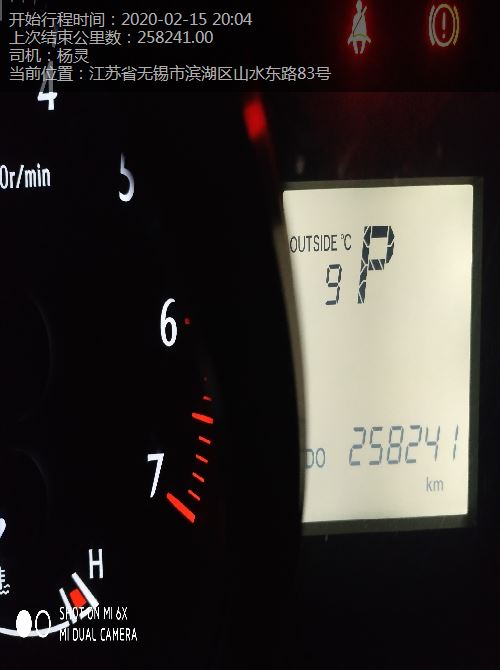 开始行程时间：2020-02-15 20:04
上次结束公里数：258241.00
司机：杨灵
当前位置：江苏省无锡市滨湖区山水东路83号
4
0r/min
5
OUTSIDE °C
P
9
6
7
DO 258241
km
H
SHOT ON MI 6X
MI DUAL CAMERA